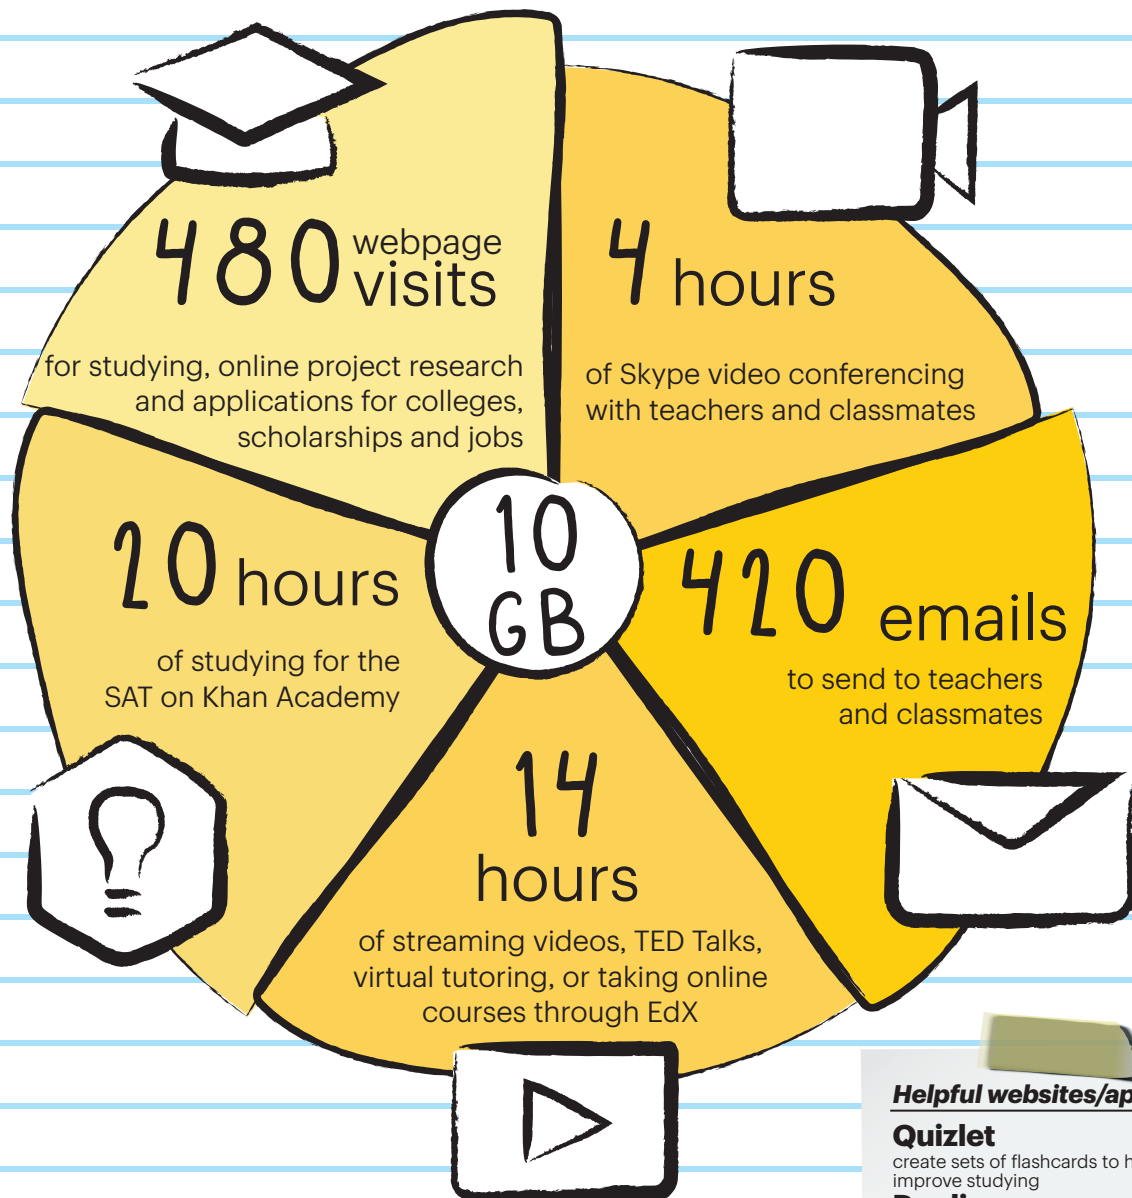 480 webpage visits
for studying, online project research
and applications for colleges,
scholarships and jobs
4 hours
of Skype video conferencing
with teachers and classmates
10
GB
20 hours
of studying for the
SAT on Khan Academy
420 emails
to send to teachers
and classmates
14
hours
of streaming videos, TED Talks,
virtual tutoring, or taking online
courses through EdX
Helpful
Quizlet
create sets of flashcards to
improve studying